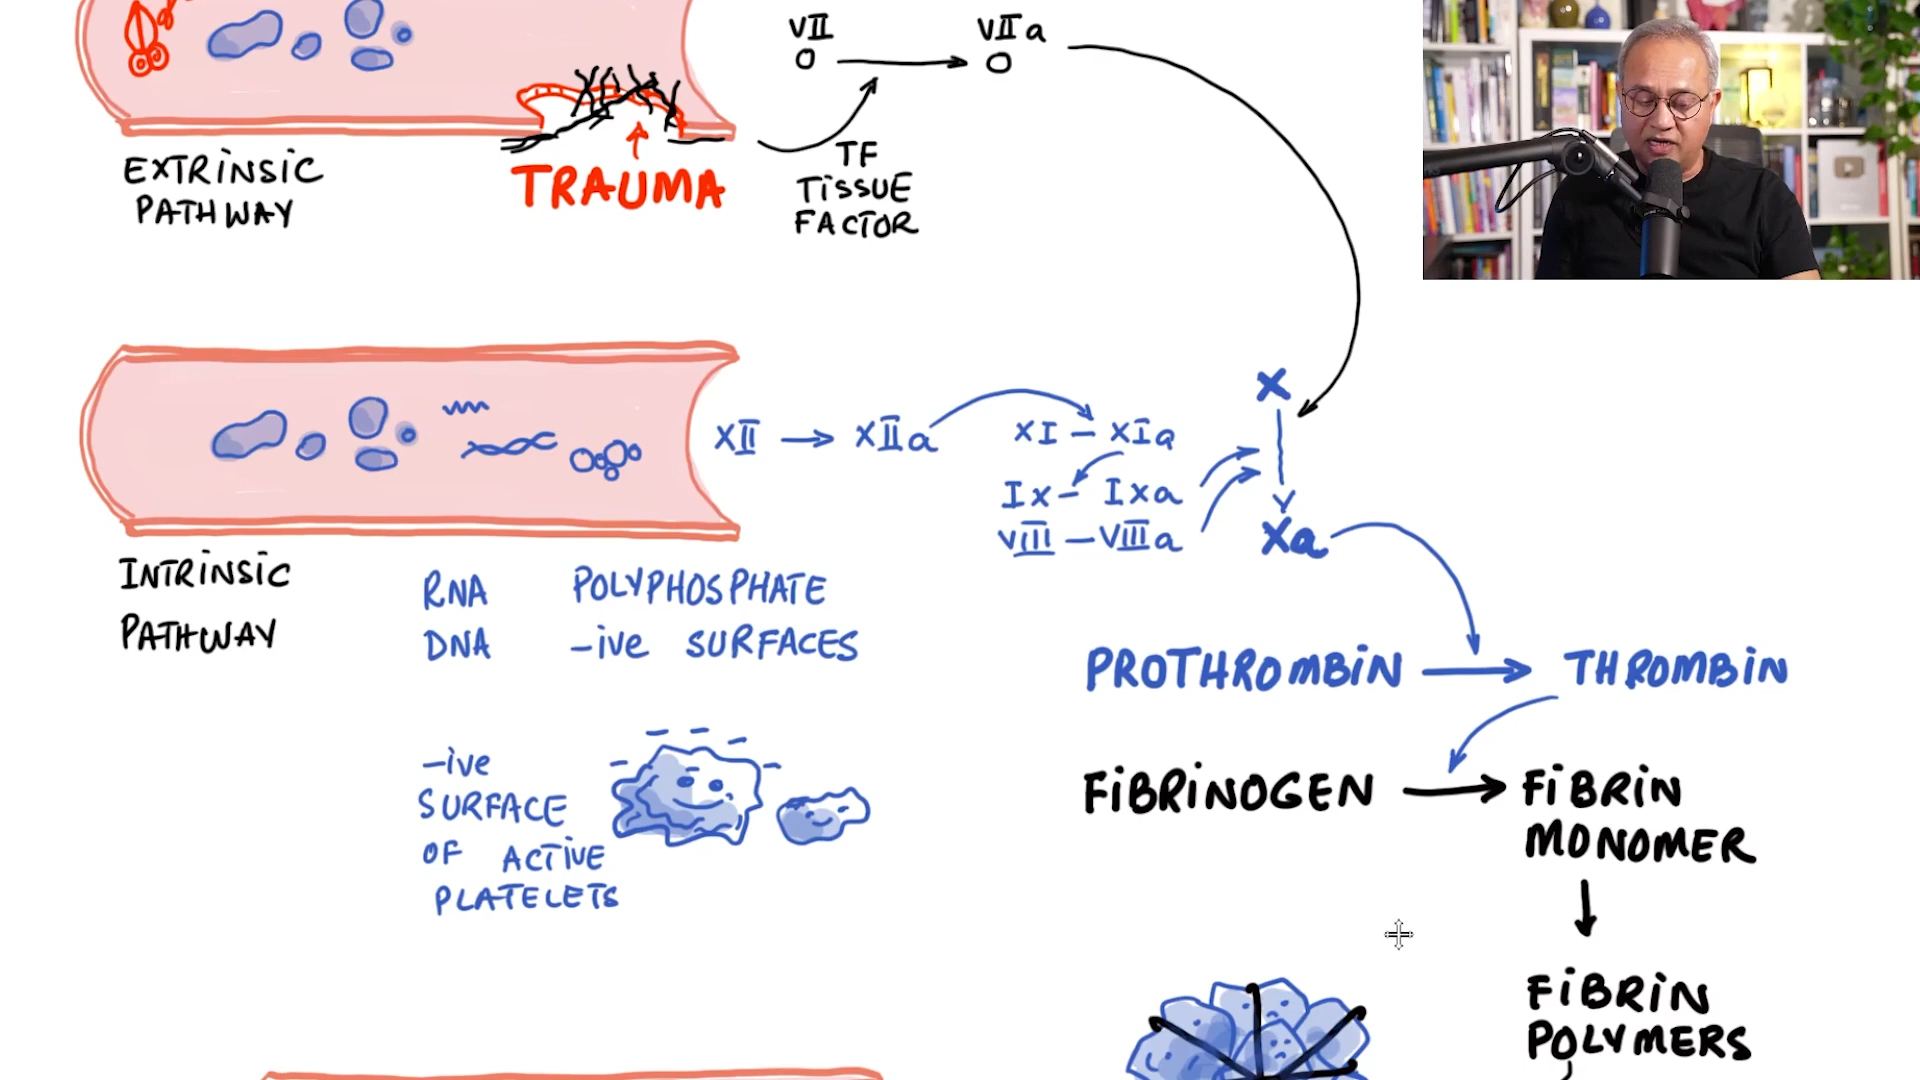 VII
VIIa
EXTRiNSiC
PATHWAY
TRAUMA
TF
TiSSUE
FACTOR
X
XII
XIIa
XI – XIa
Ix – Ixa
VIII – VIIIa
Xa
INTRiNSiC
PATHWAY
RNA
POLYPHOSPHATE
DNA
-ive SURFACES
PROTHROMBiN
THROMBiN
-ive
SURFACE
OF ACTiVE
PLATELETS
FiBRiNOGEN
FiBRiN
MONOMER
FiBRiN
POLYMERS